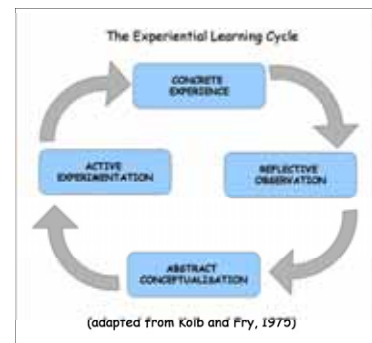 The Experiential Learning Cycle
CONCRETE
EXPERIENCE
REFLECTIVE
OBSERVATION
ABSTRACT
CONCEPTUALISATION
ACTIVE
EXPERIMENTATION
(adapted from Kolb and Fry, 1975)